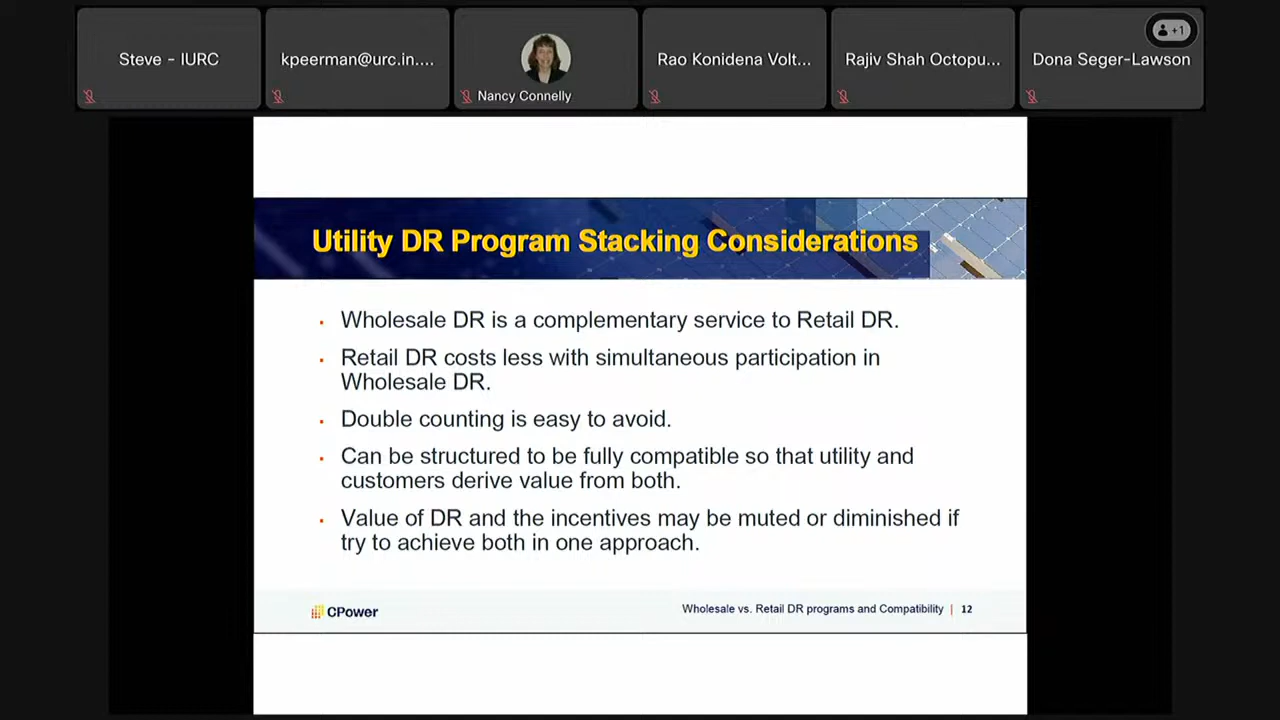 Steve - IURC
kpeerman@urc.in....
Nancy Connelly
Rao Konidena Volt...
Rajiv Shah Octopu...
Dona Seger-Lawson
+1
Utility DR Program Stacking Considerations
· Wholesale DR is a complementary service to Retail DR.
· Retail DR costs less with simultaneous participation in
Wholesale DR.
· Double counting is easy to avoid.
· Can be structured to be fully compatible so that utility and
customers derive value from both.
· Value of DR and the incentives may be muted or diminished if
try to achieve both in one approach.
CPower
Wholesale vs. Retail DR programs and Compatibility | 12